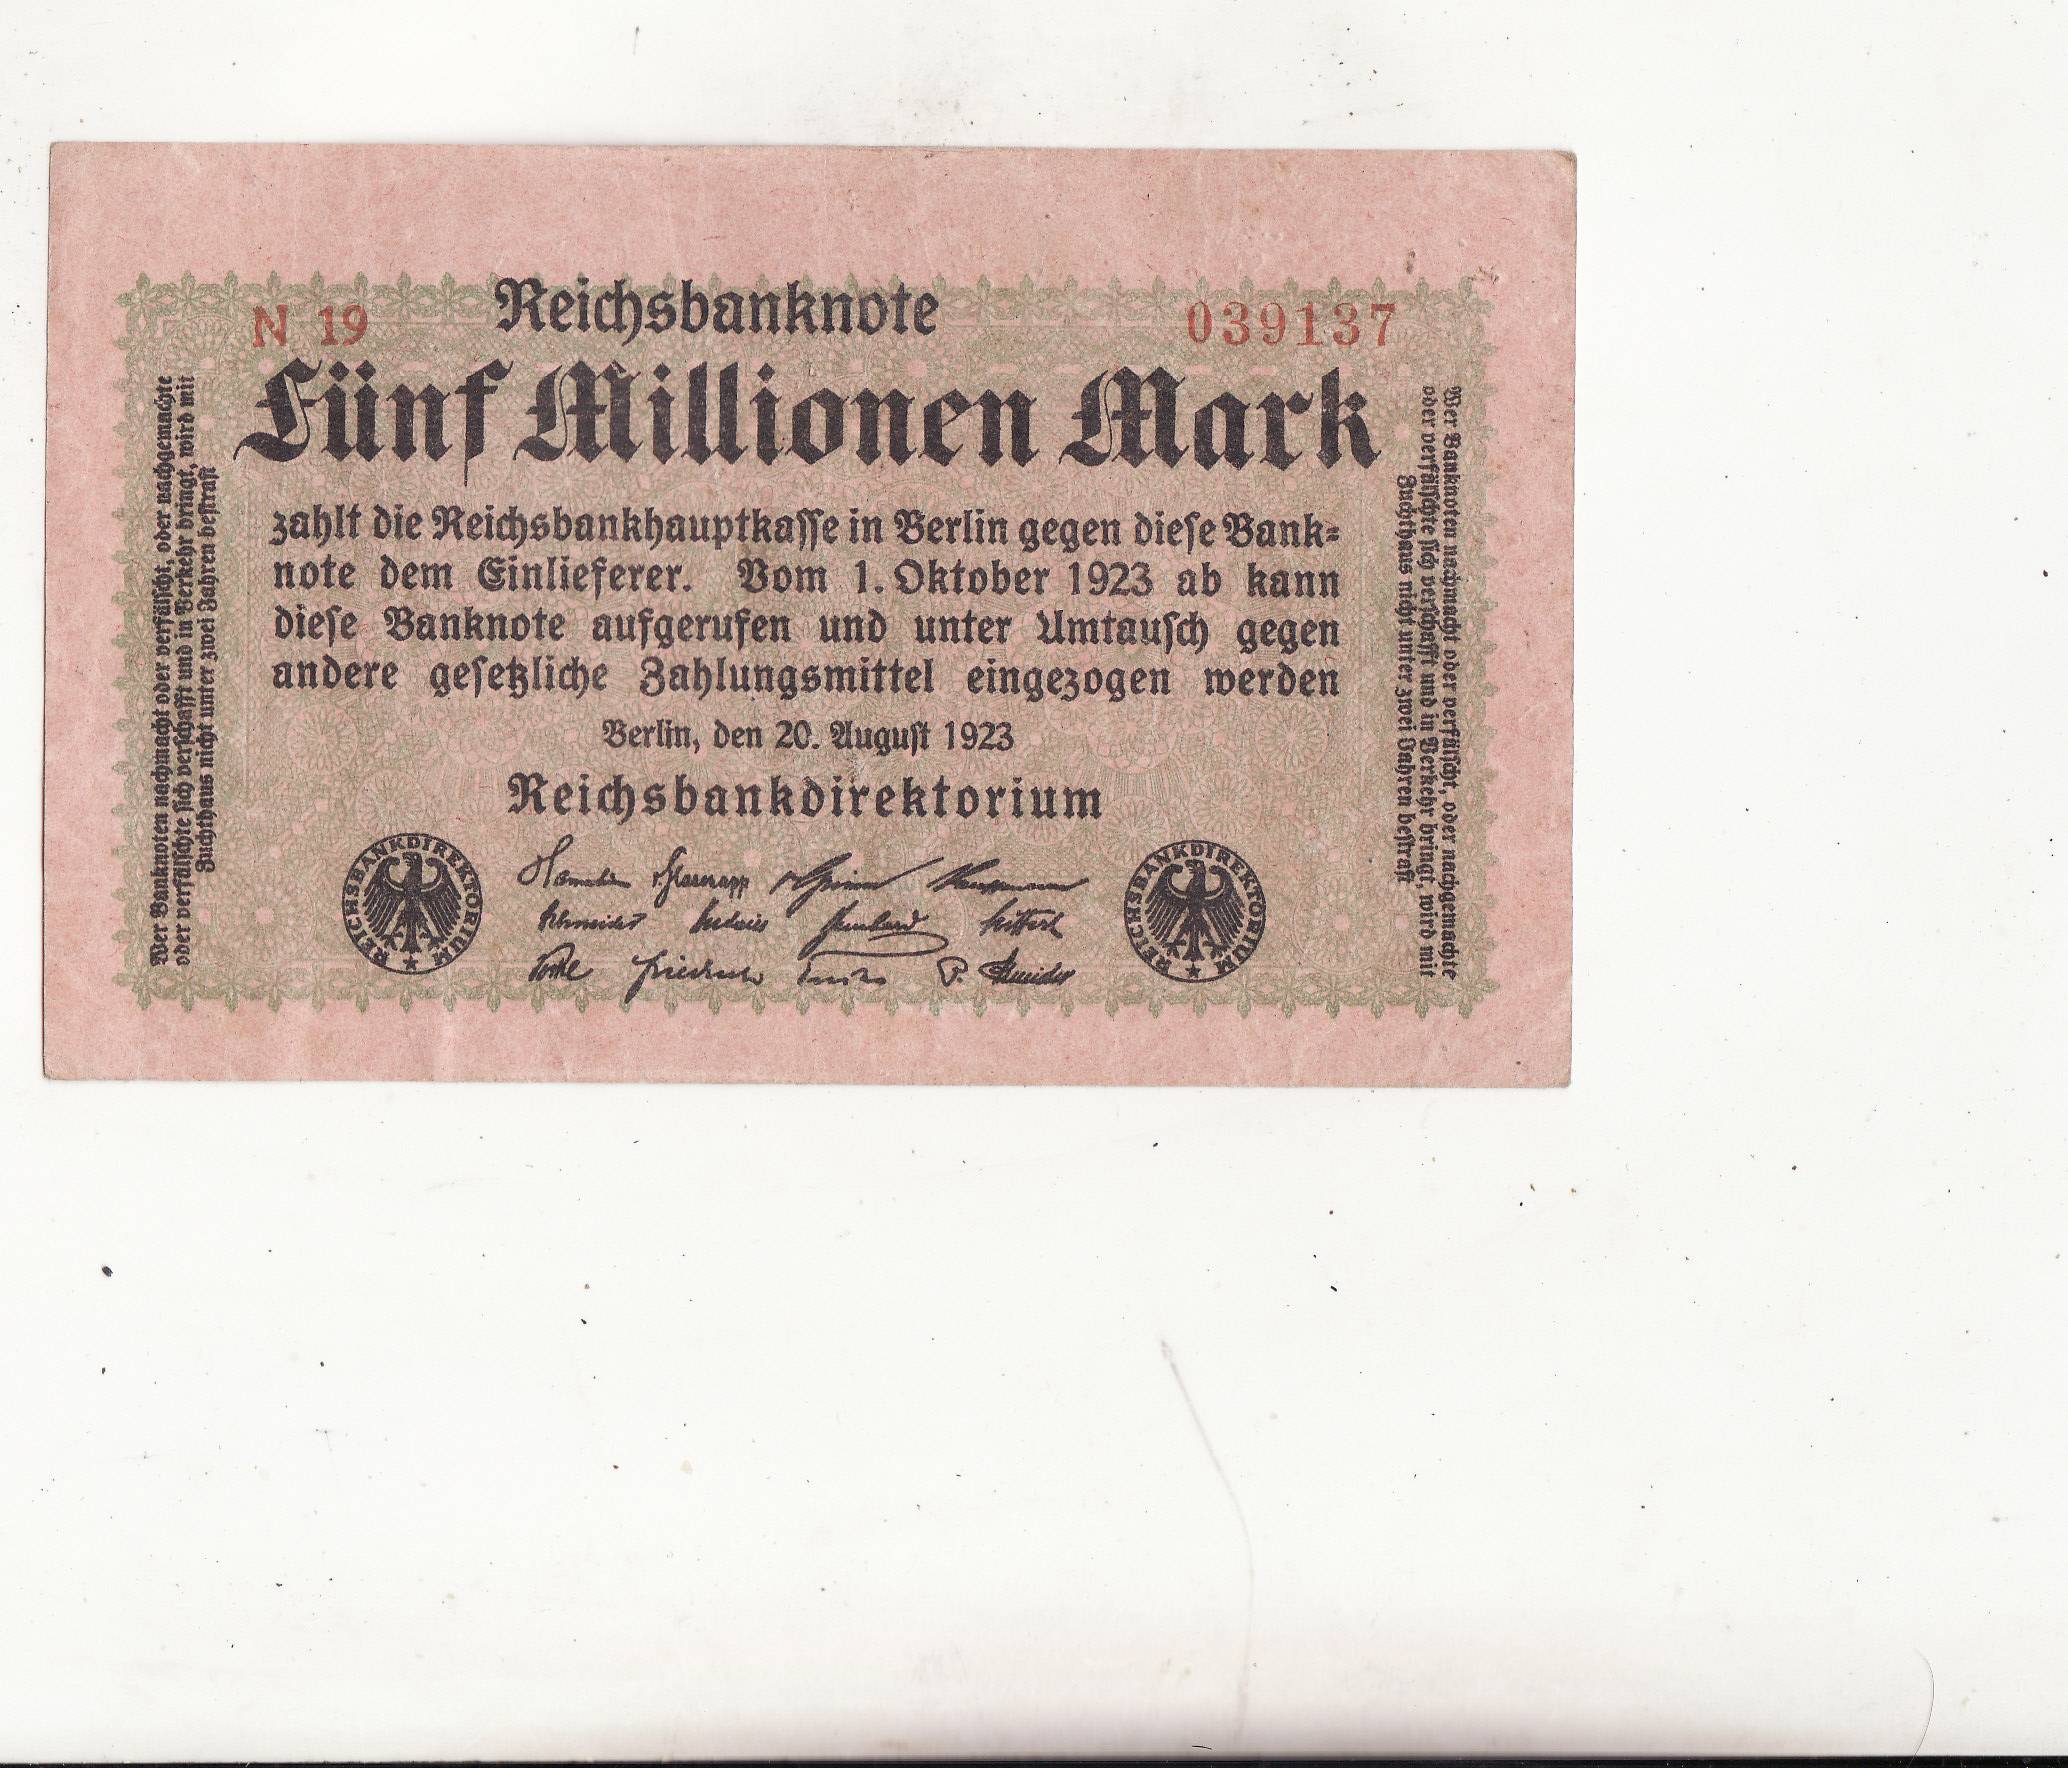 N 19
Reichsbanknote
039137
Fünf Millionen Mark
zahlt die Reichsbankhauptkasse in Berlin gegen diese Bank-
note dem Einlieferer. Vom 1. Oktober 1923 ab kann
diese Banknote aufgerufen und unter Umtausch gegen
andere gesetzliche Zahlungsmittel eingezogen werden
Berlin, den 20. August 1923
Reichsbankdirektorium
REICHSBANKDIREKTORIUM
REICHSBANKDIREKTORIUM
Wer Banknoten nachmacht oder verfälscht, oder nachgemachte
oder verfälschte sich verschafft und in Verkehr bringt, wird mit
Zuchthaus nicht unter zwei Jahren bestraft
Wer Banknoten nachmacht oder verfälscht, oder nachgemachte
oder verfälschte sich verschafft und in Verkehr bringt, wird mit
Zuchthaus nicht unter zwei Jahren bestraft